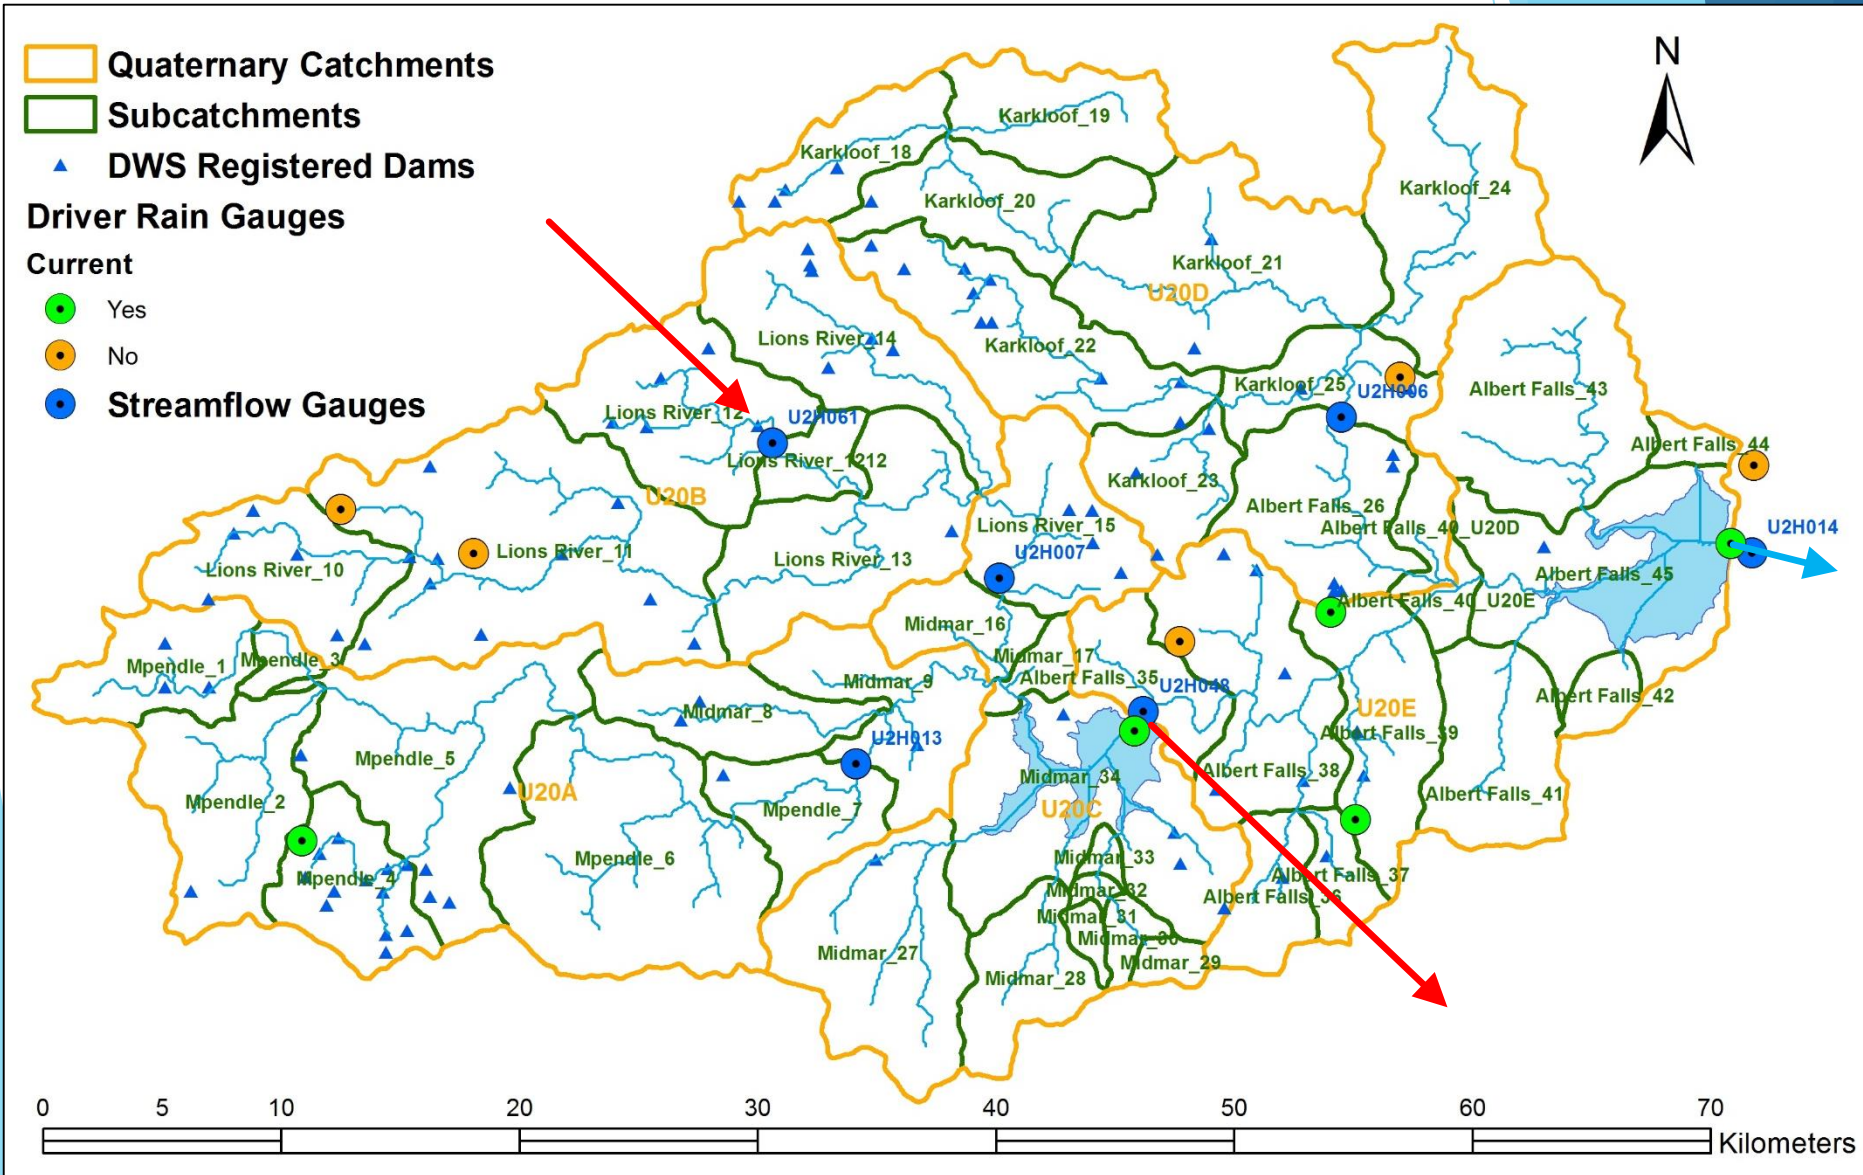 Quaternary Catchments
Subcatchments
DWS Registered Dams
Driver Rain Gauges
Current
Yes
No
Streamflow Gauges
N
Karkloof_19
Karkloof_18
Karkloof_24
Karkloof_20
Karkloof_21
U20D
Lions River_14
Karkloof_22
Karkloof_25
U2H006
Albert Falls_43
Lions River_12
U2H061
Albert Falls_44
Lions River_1212
Karkloof_23
U20B
Albert Falls_26
Lions River_15
Albert Falls_40_U20D
U2H014
Lions River_11
U2H007
Lions River_13
Lions River_10
Albert Falls_45
Albert Falls_40_U20E
Midmar_16
Mpendle_1
Mpendle_3
Midmar_17
Midmar_9
Albert Falls_35
U2H048
Albert Falls_42
Midmar_8
U20E
U2H013
Albert Falls_39
Mpendle_5
Midmar_34
Albert Falls_38
U20A
Albert Falls_41
Mpendle_2
Mpendle_7
U20C
Mpendle_6
Midmar_33
Mpendle_4
Albert Falls_37
Midmar_32
Albert Falls_36
Midmar_31
Midmar_30
Midmar_27
Midmar_29
Midmar_28
0 5 10 20 30 40 50 60 70
Kilometers